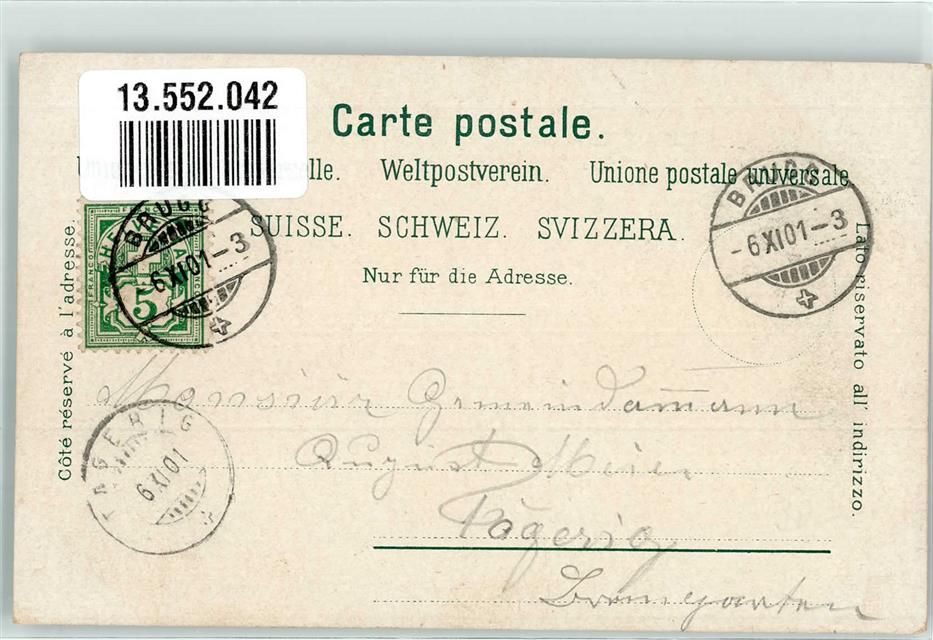 13.552.042
Carte postale.
Weltpostverein. Unione postale universale
SUISSE. SCHWEIZ. SVIZZERA.
Nur für die Adresse.
Côté réservé à l'adresse.
Lato riservato all' indirizzo.
BRUGG
6 XI 01 - 3
5
BRUGG
- 6 XI 01 - 3
TÄGERIG
6 XI 01
Monsieur Gemeindamann
August Meier
Tägerig
Bremgarten